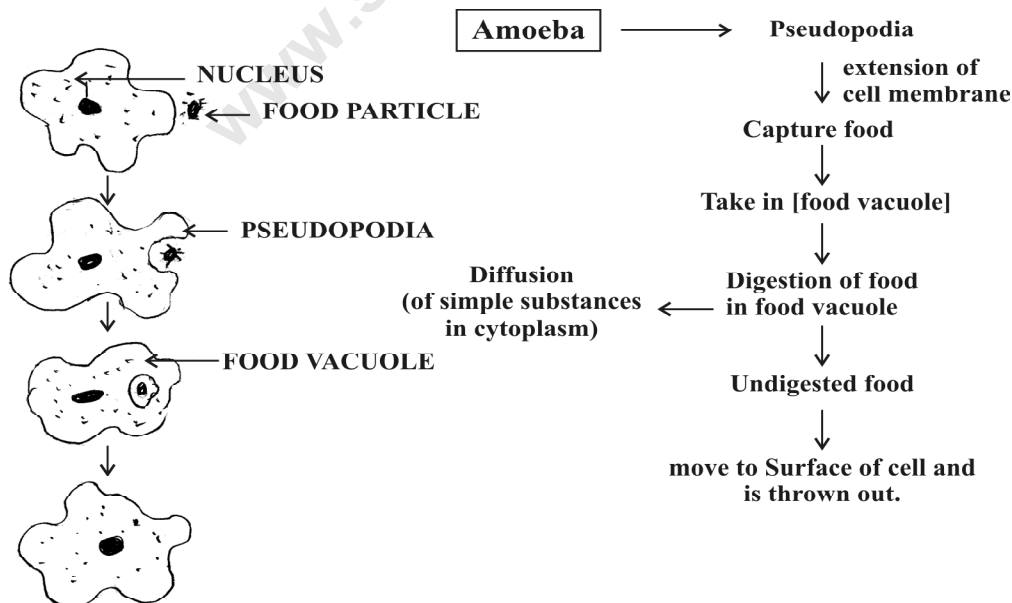 NUCLEUS
FOOD PARTICLE
PSEUDOPODIA
FOOD VACUOLE
Amoeba
Pseudopodia
extension of
cell membrane
Capture food
Take in [food vacuole]
Digestion of food
in food vacuole
Diffusion
(of simple substances
in cytoplasm)
Undigested food
move to Surface of cell and
is thrown out.
www.s